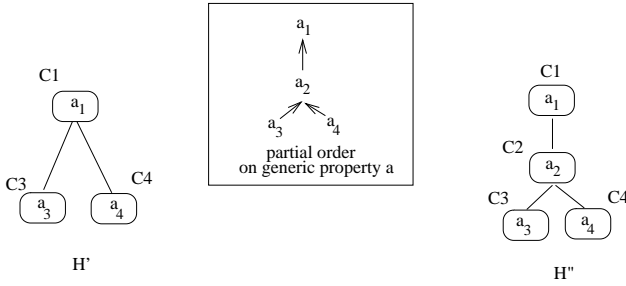 C1
a1
C3
C4
a3
a4
H'
a1
a2
a3
a4
partial order
on generic property a
C1
a1
C2
a2
C3
C4
a3
a4
H"